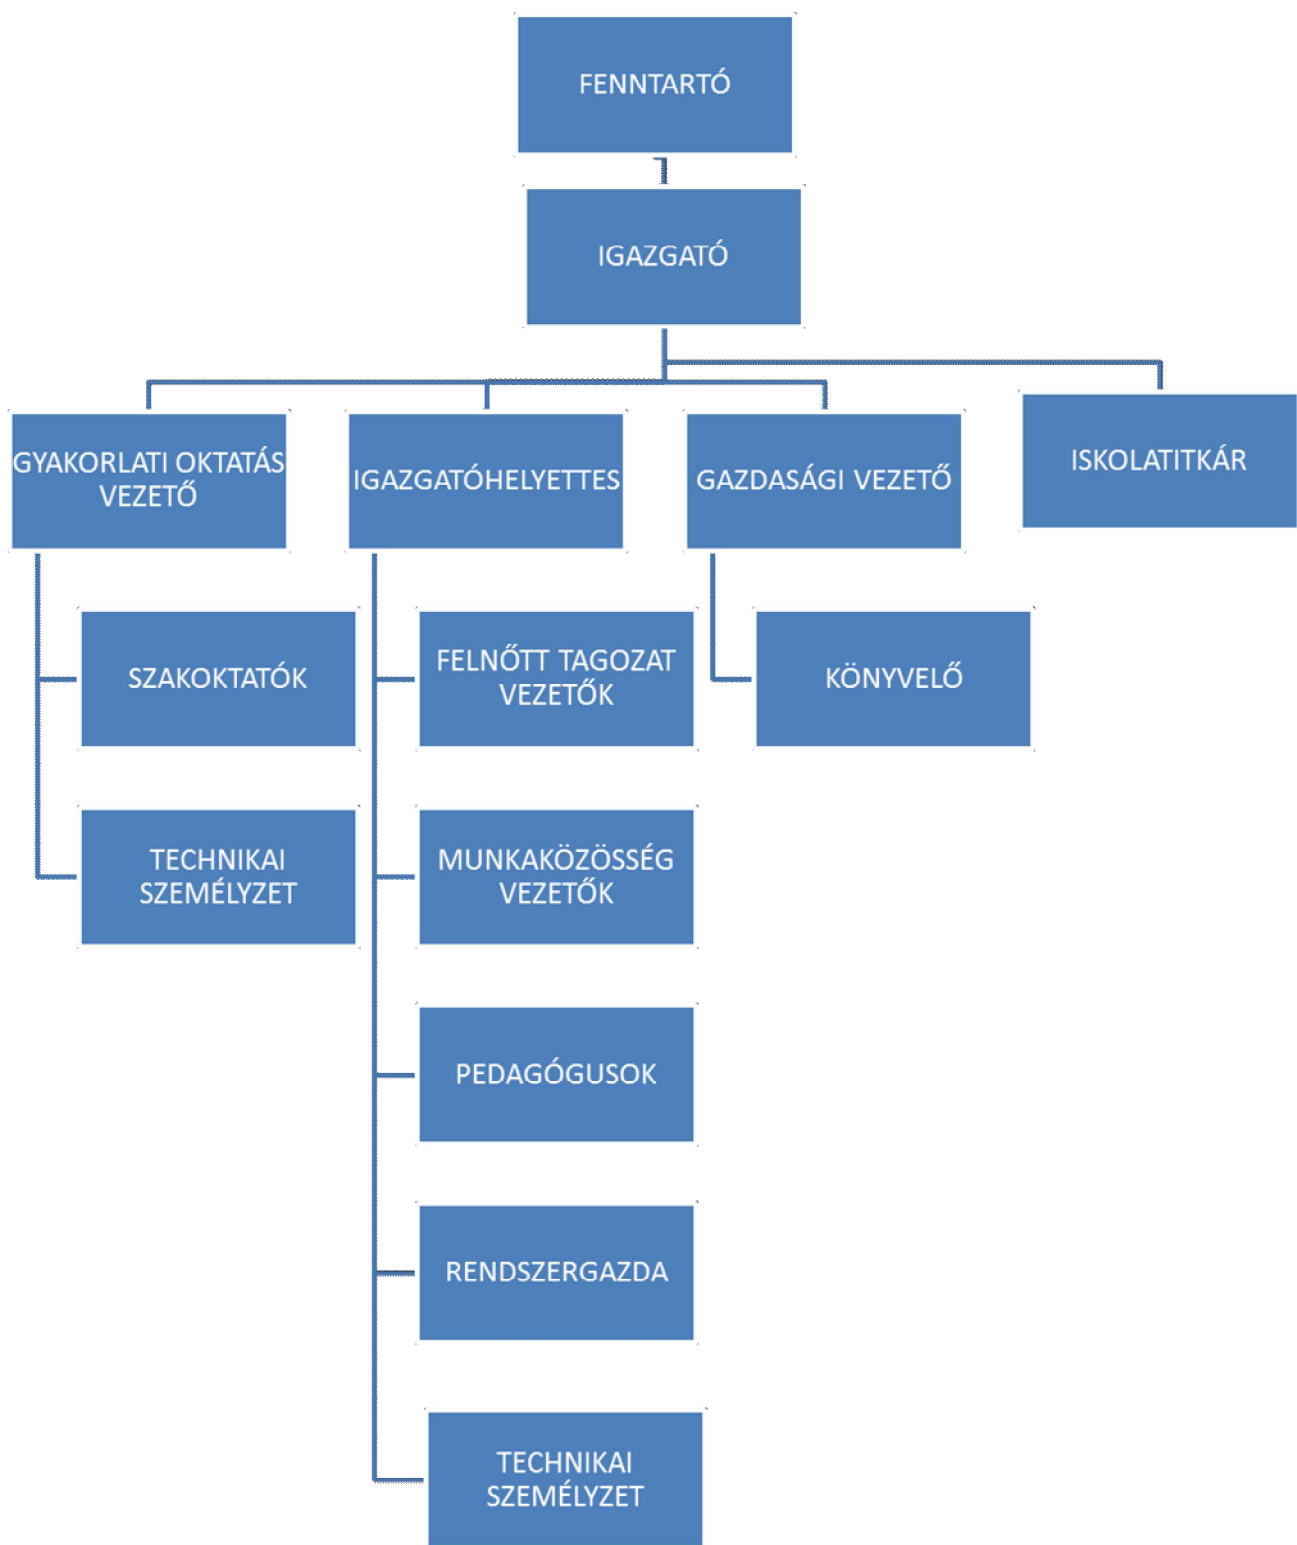 FENNTARTÓ
IGAZGATÓ
GYAKORLATI OKTATÁS
VEZETŐ
IGAZGATÓHELYETTES
GAZDASÁGI VEZETŐ
ISKOLATITKÁR
SZAKOKTATÓK
FELNŐTT TAGOZAT
VEZETŐK
KÖNYVELŐ
TECHNIKAI
SZEMÉLYZET
MUNKAKÖZÖSSÉG
VEZETŐK
PEDAGÓGUSOK
RENDSZERGAZDA
TECHNIKAI
SZEMÉLYZET